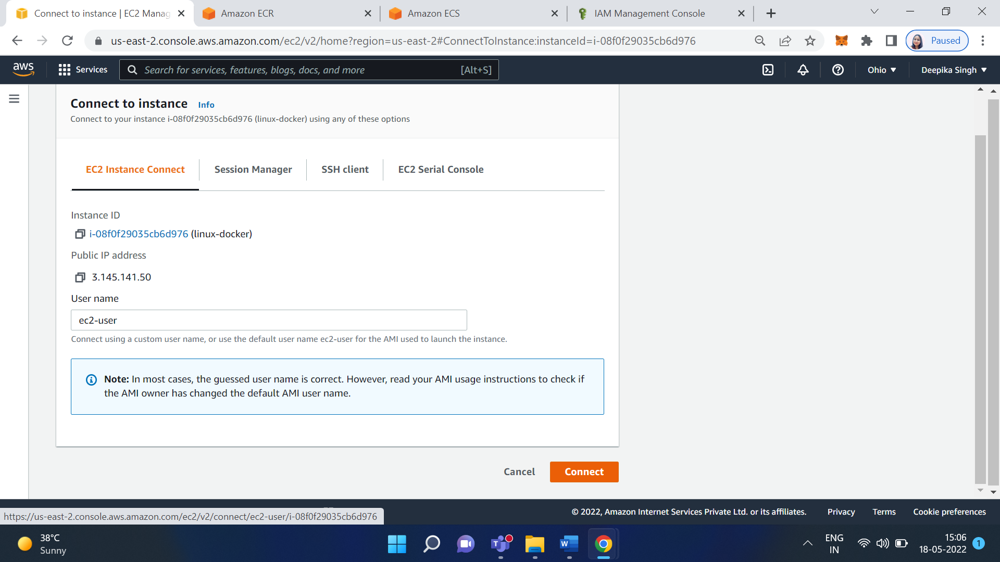 Connect to instance | EC2 Manag
Amazon ECR
Amazon ECS
IAM Management Console
us-east-2.console.aws.amazon.com/ec2/v2/home?region=us-east-2#ConnectToInstance:instanceId=i-08f0f29035cb6d976
Paused
aws
Services
Search for services, features, blogs, docs, and more
[Alt+S]
Ohio
Deepika Singh
Connect to instance Info
Connect to your instance i-08f0f29035cb6d976 (linux-docker) using any of these options
EC2 Instance Connect
Session Manager
SSH client
EC2 Serial Console
Instance ID
i-08f0f29035cb6d976 (linux-docker)
Public IP address
3.145.141.50
User name
ec2-user
Connect using a custom user name, or use the default user name ec2-user for the AMI used to launch the instance.
Note: In most cases, the guessed user name is correct. However, read your AMI usage instructions to check if
the AMI owner has changed the default AMI user name.
Cancel
Connect
© 2022, Amazon Internet Services Private Ltd. or its affiliates.
Privacy
Terms
Cookie preferences
https://us-east-2.console.aws.amazon.com/ec2/v2/connect/ec2-user/i-08f0f29035cb6d976
38°C
Sunny
T
W
ENG
IN
15:06
18-05-2022
1